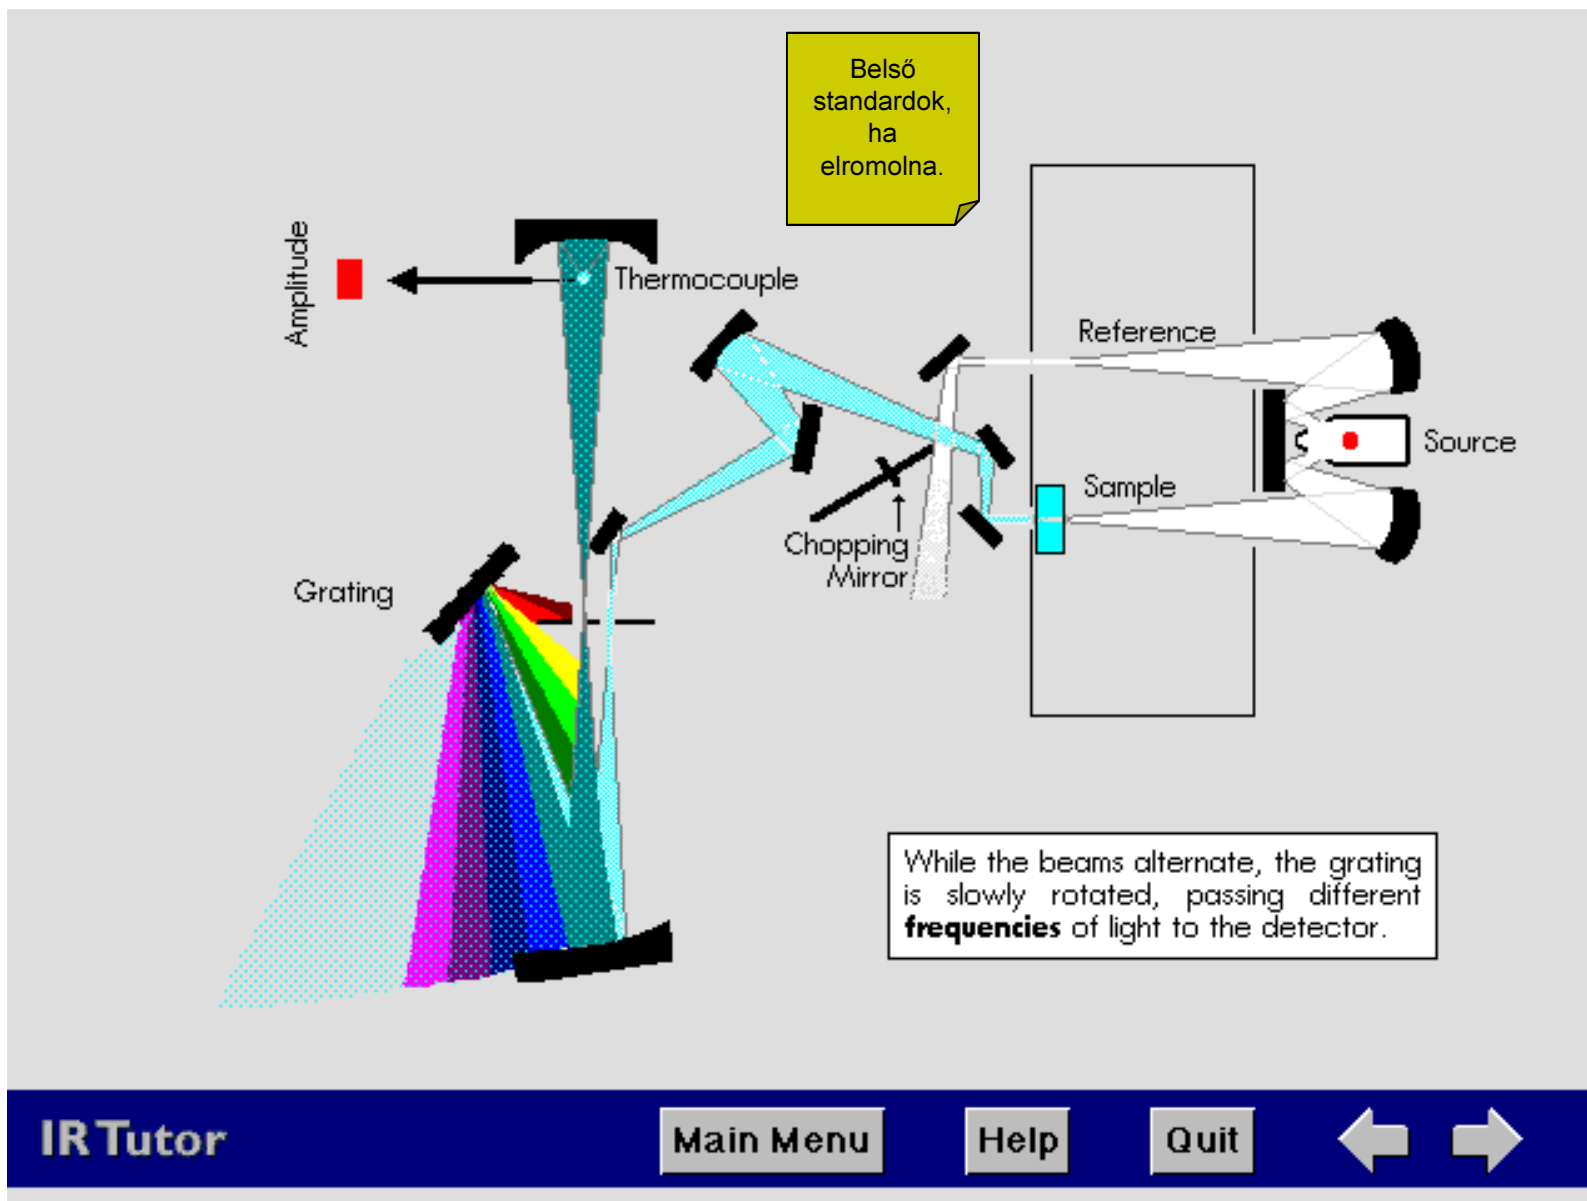 Belső
standardok,
ha
elromolna.
Amplitude
Thermocouple
Reference
Source
Sample
Chopping
Mirror
Grating
While the beams alternate, the grating
is slowly rotated, passing different
frequencies of light to the detector.
IR Tutor
Main Menu
Help
Quit